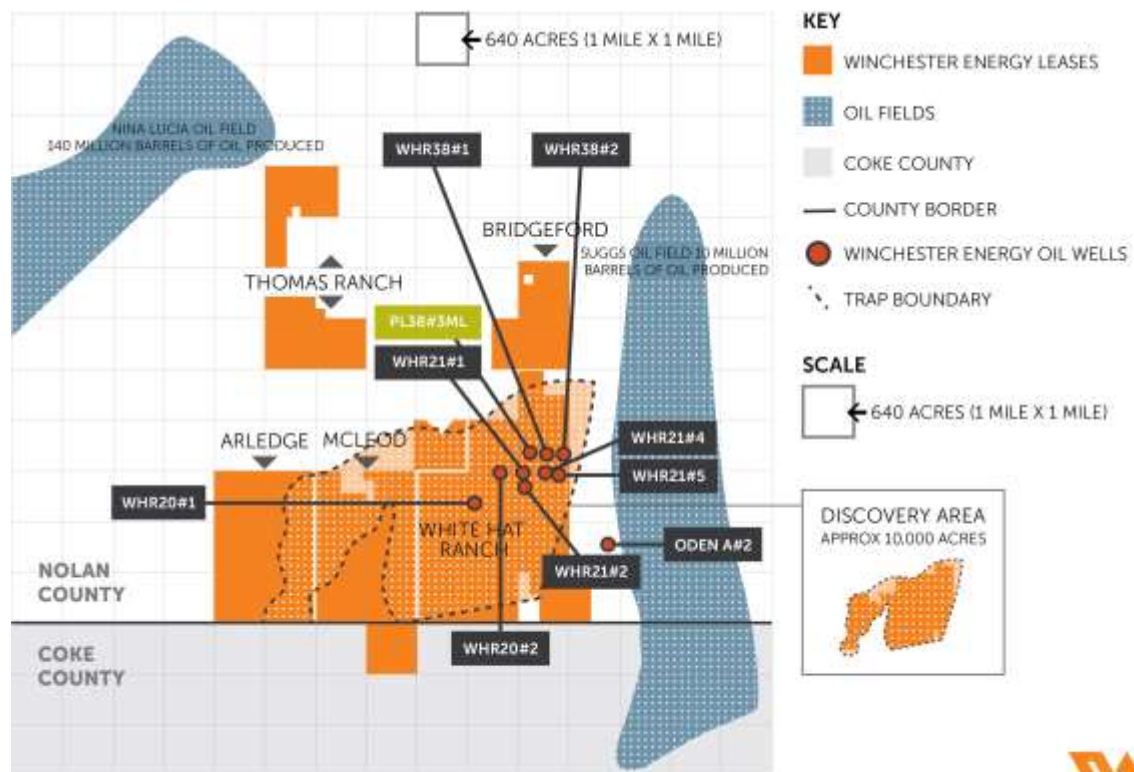 640 ACRES (1 MILE X 1 MILE)
KEY
WINCHESTER ENERGY LEASES
OIL FIELDS
COKE COUNTY
COUNTY BORDER
WINCHESTER ENERGY OIL WELLS
TRAP BOUNDARY
SCALE
640 ACRES (1 MILE X 1 MILE)
NINA LUCIA OIL FIELD
140 MILLION BARRELS OF OIL PRODUCED
WHR38#1
WHR38#2
BRIDGEFORD
SUGGS OIL FIELD 10 MILLION
BARRELS OF OIL PRODUCED
THOMAS RANCH
PL38#3ML
WHR21#1
ARLEDGE
MCLEOD
WHR21#4
WHR21#5
WHR20#1
WHITE HAT
RANCH
ODEN A#2
WHR21#2
WHR20#2
NOLAN
COUNTY
COKE
COUNTY
DISCOVERY AREA
APPROX 10,000 ACRES